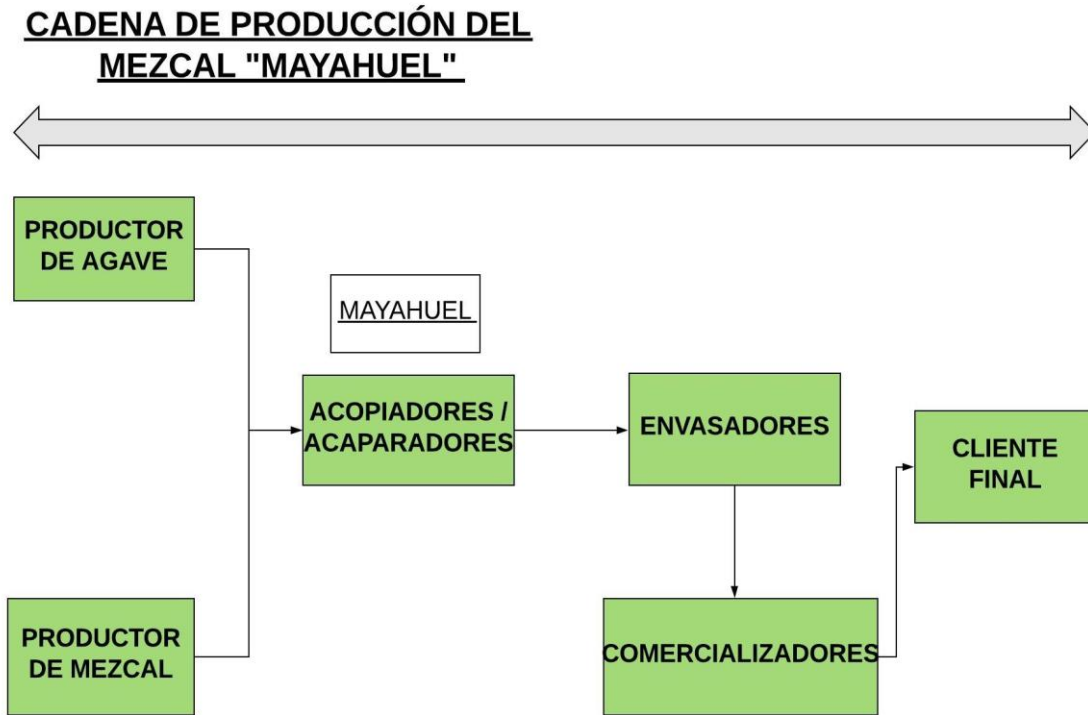 CADENA DE PRODUCCIÓN DEL
MEZCAL "MAYAHUEL"
PRODUCTOR
DE AGAVE
MAYAHUEL
ACOPIADORES /
ACAPARADORES
ENVASADORES
CLIENTE
FINAL
PRODUCTOR
DE MEZCAL
COMERCIALIZADORES